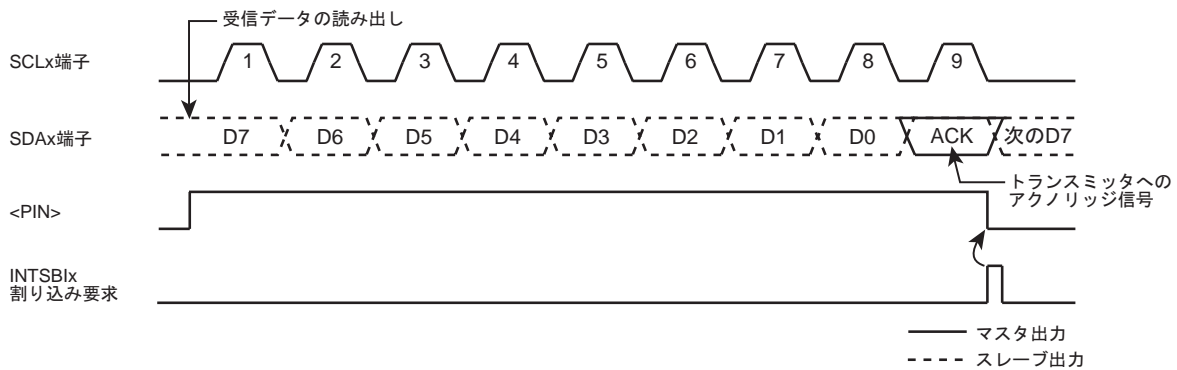 受信データの読み出し
SCLx端子
1 2 3 4 5 6 7 8 9
SDAx端子
D7 D6 D5 D4 D3 D2 D1 D0 ACK 次のD7
トランスミッタへの
アクノリッジ信号
<PIN>
INTSBIx
割り込み要求
マスタ出力
スレーブ出力